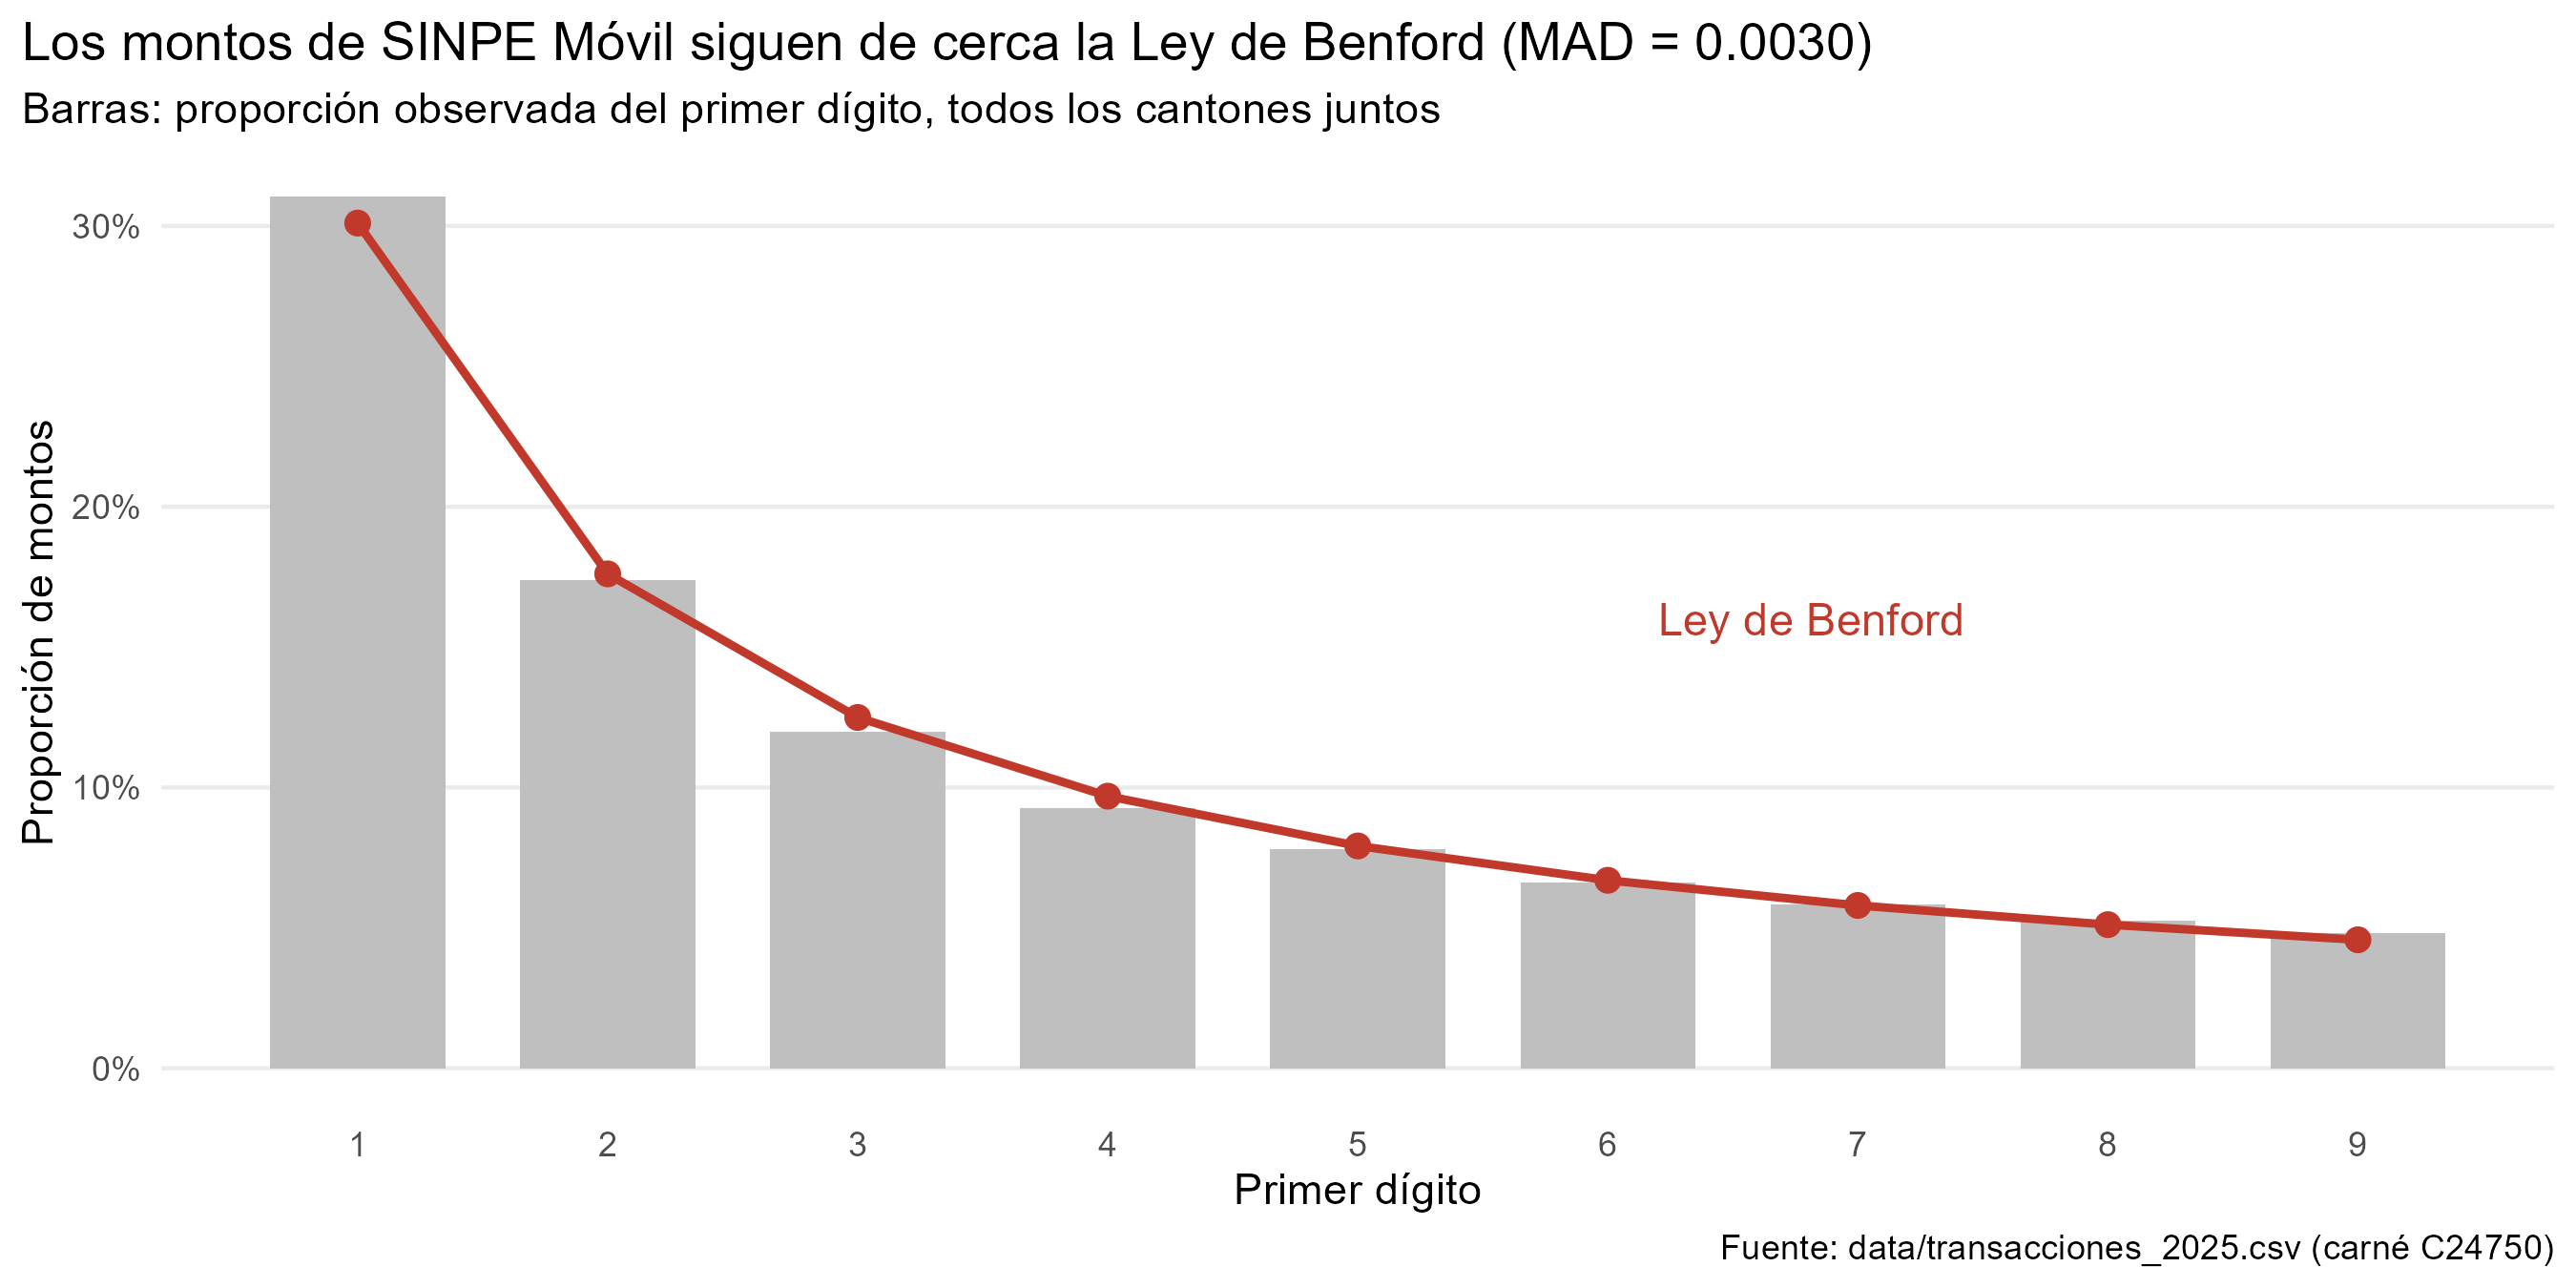 Los montos de SINPE Móvil siguen de cerca la Ley de Benford (MAD = 0.0030)
Barras: proporción observada del primer dígito, todos los cantones juntos
Proporción de montos
30%
20%
10%
0%
Ley de Benford
1 2 3 4 5 6 7 8 9
Primer dígito
Fuente: data/transacciones_2025.csv (carné C24750)